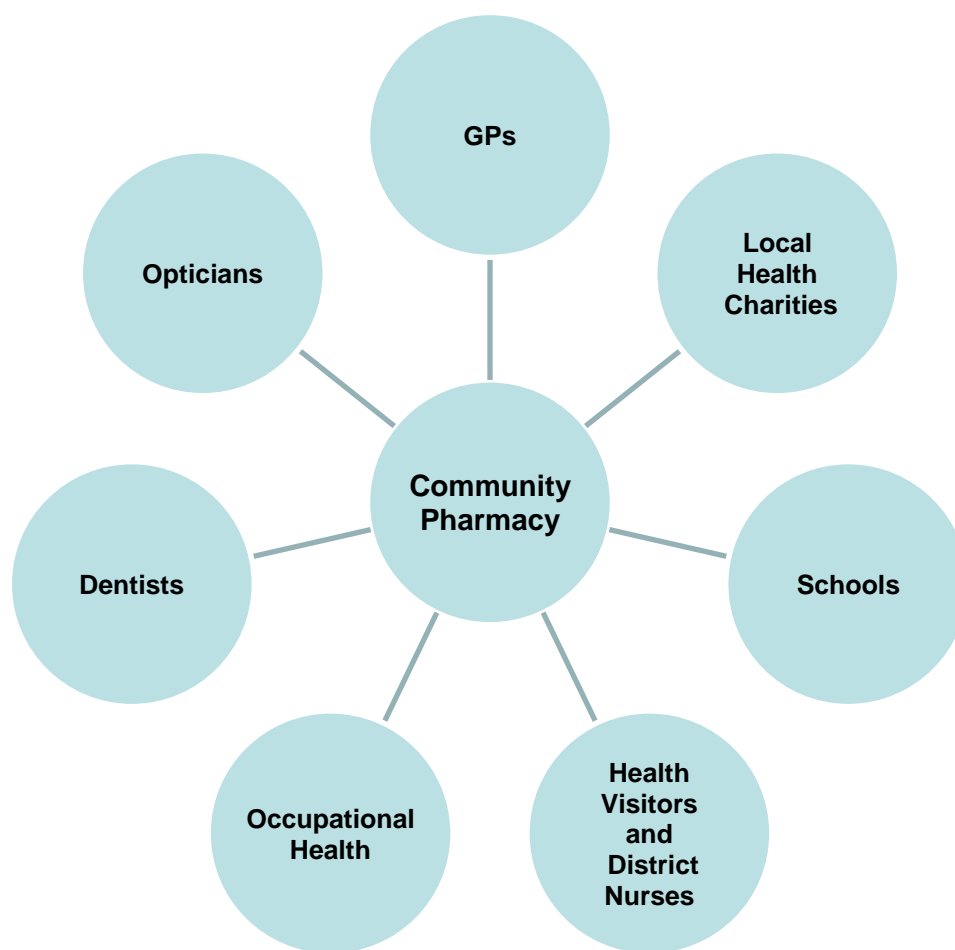 GPs
Opticians
Local
Health
Charities
Community
Pharmacy
Dentists
Schools
Occupational
Health
Health
Visitors
and
District
Nurses